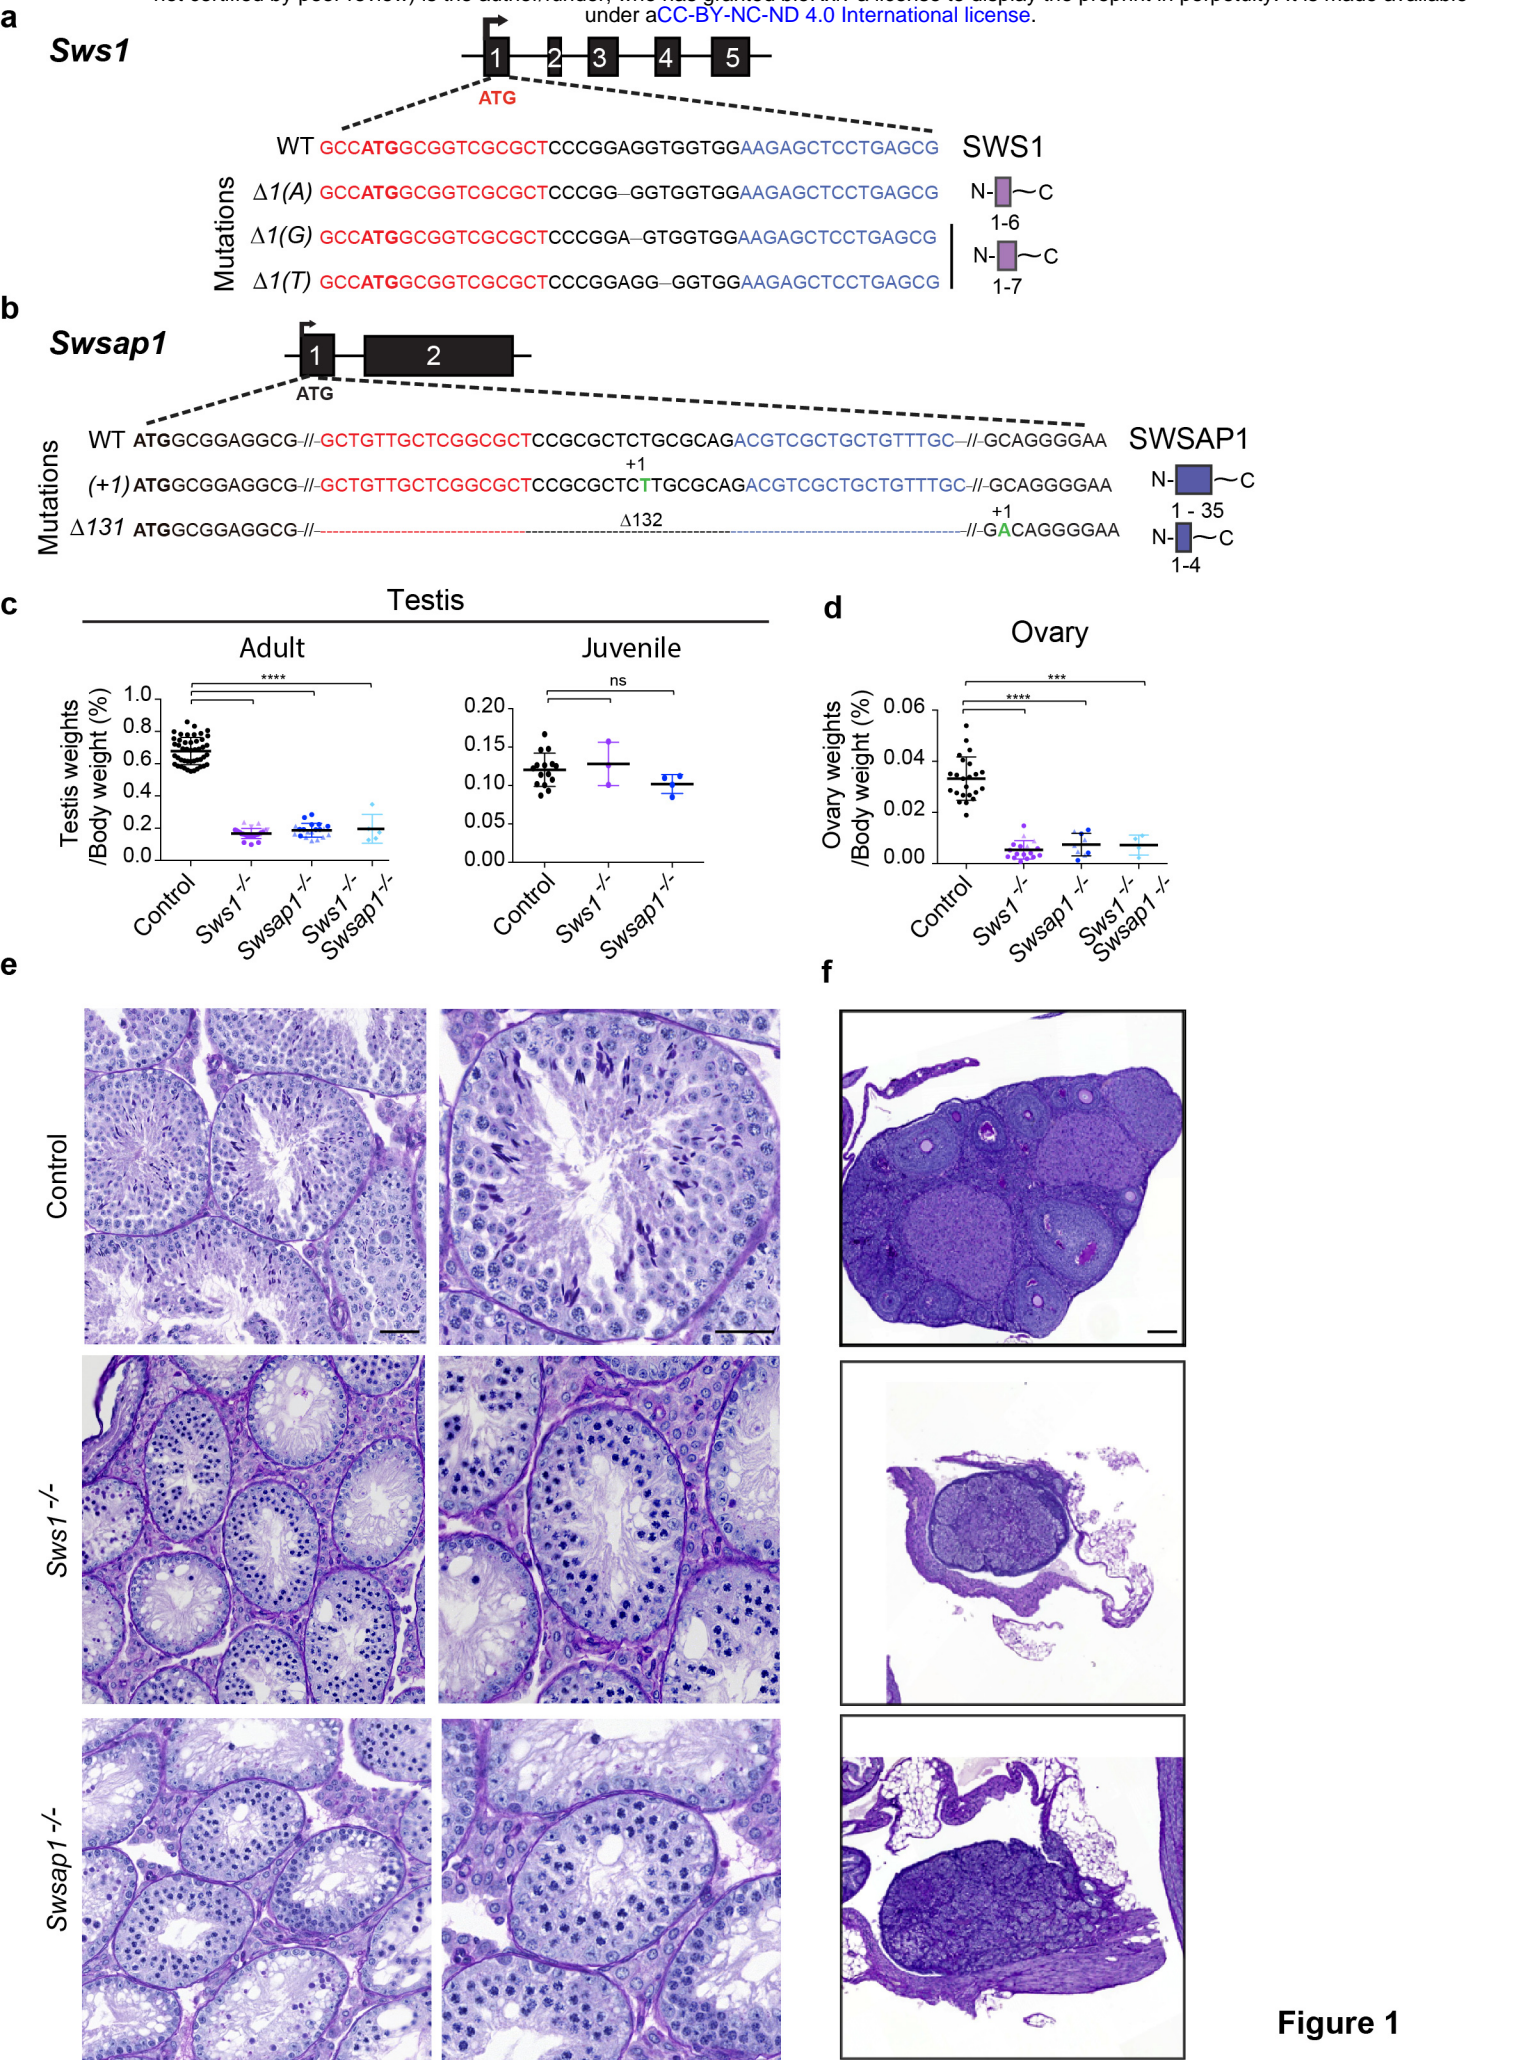 under aCC-BY-NC-ND 4.0 International license.
a
Sws1
1 2 3 4 5
ATG
WT GCCATGGCGGTCGCGCTCCCGGAGGTGGTGGAAGAGCTCCTGAGCG SWS1
Mutations
Δ1(A) GCCATGGCGGTCGCGCTCCCGG–GGTGGTGGAAGAGCTCCTGAGCG N- C
1-6
Δ1(G) GCCATGGCGGTCGCGCTCCCGGA–GTGGTGGAAGAGCTCCTGAGCG N- C
Δ1(T) GCCATGGCGGTCGCGCTCCCGGAGG–GGTGGAAGAGCTCCTGAGCG 1-7
b
Swsap1
1 2
ATG
WT ATGGCGGAGGCG–//–GCTGTTGCTCGGCGCTCCGCGCTCTGCGCAGACGTCGCTGCTGTTTGC–//–GCAGGGGAA SWSAP1
Mutations
+1
(+1) ATGGCGGAGGCG–//–GCTGTTGCTCGGCGCTCCGCGCTCTTGCGCAGACGTCGCTGCTGTTTGC–//–GCAGGGGAA N- C
1 - 35
Δ132 +1
Δ131 ATGGCGGAGGCG–//– –//–GACAGGGGAA N- C
1-4
c
Testis
Adult
Testis weights
/Body weight (%)
1.0
0.8
0.6
0.4
0.2
0.0
****
Control
Sws1-/-
Swsap1-/-
Sws1-/-
Swsap1-/-
Juvenile
0.20
0.15
0.10
0.05
0.00
ns
Control
Sws1-/-
Swsap1-/-
d
Ovary
Ovary weights
/Body weight (%)
0.06
0.04
0.02
0.00
***
****
Control
Sws1-/-
Swsap1-/-
Sws1-/-
Swsap1-/-
e
f
Control
Sws1-/-
Swsap1-/-
Figure 1